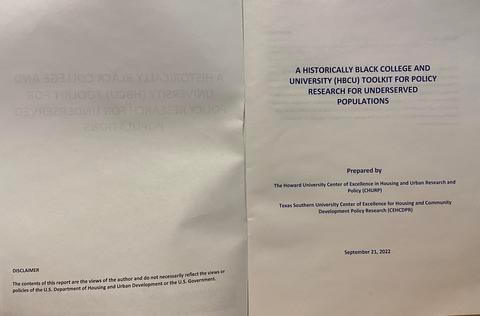 DISCLAIMER
The contents of this report are the views of the author and do not necessarily reflect the views or
policies of the U.S. Department of Housing and Urban Development or the U.S. Government.
A HISTORICALLY BLACK COLLEGE AND
UNIVERSITY (HBCU) TOOLKIT FOR POLICY
RESEARCH FOR UNDERSERVED
POPULATIONS
Prepared by
The Howard University Center of Excellence in Housing and Urban Research and
Policy (CHURP)
Texas Southern University Center of Excellence for Housing and Community
Development Policy Research (CEHCDPR)
September 21, 2022